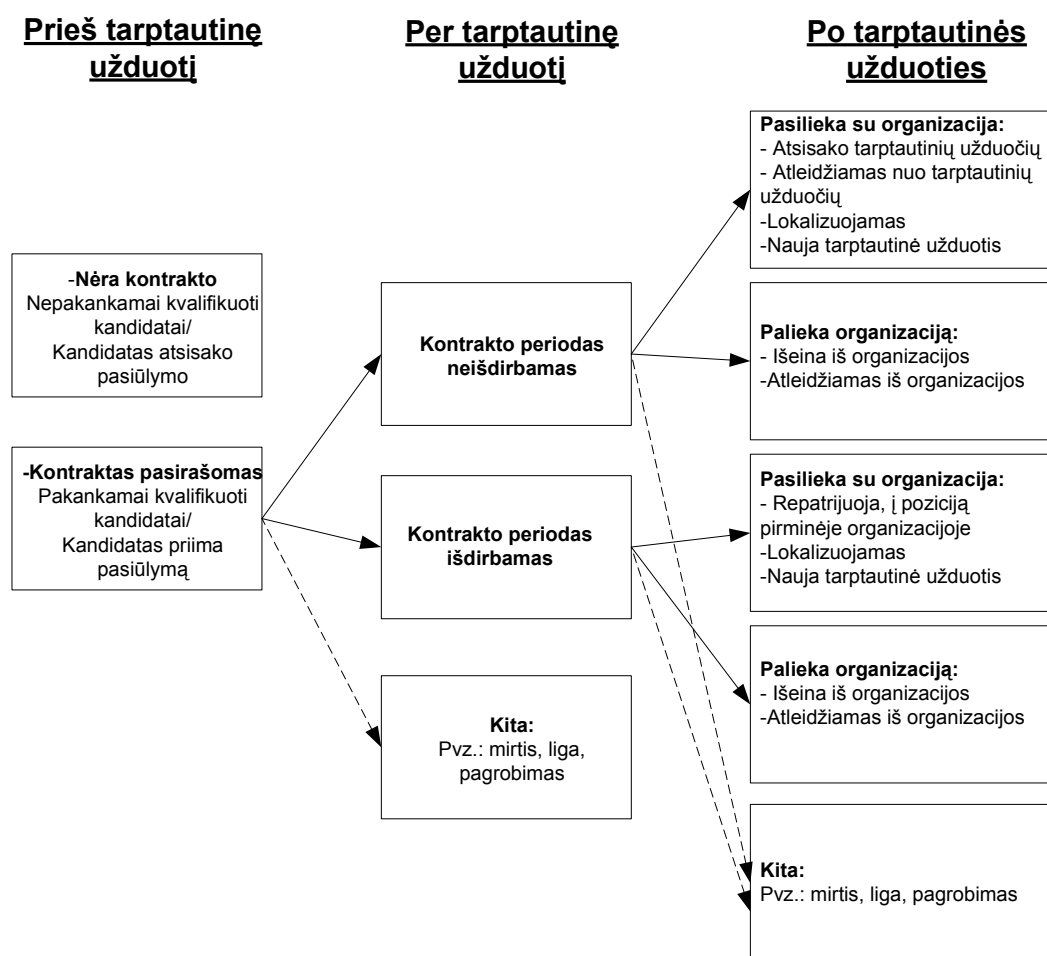 Prieš tarptautinę
užduotį
Per tarptautinę
užduotį
Po tarptautinės
užduoties
-Nėra kontrakto
Nepakankamai kvalifikuoti
kandidatai/
Kandidatas atsisako
pasiūlymo
-Kontraktas pasirašomas
Pakankamai kvalifikuoti
kandidatai/
Kandidatas priima
pasiūlymą
Kontrakto periodas
neišdirbamas
Kontrakto periodas
išdirbamas
Kita:
Pvz.: mirtis, liga,
pagrobimas
Pasilieka su organizacija:
- Atsisako tarptautinių užduočių
- Atleidžiamas nuo tarptautinių
užduočių
-Lokalizuojamas
-Nauja tarptautinė užduotis
Palieka organizaciją:
- Išeina iš organizacijos
-Atleidžiamas iš organizacijos
Pasilieka su organizacija:
- Repatrijuoja, į poziciją
pirminėje organizacijoje
-Lokalizuojamas
-Nauja tarptautinė užduotis
Palieka organizaciją:
- Išeina iš organizacijos
-Atleidžiamas iš organizacijos
Kita:
Pvz.: mirtis, liga, pagrobimas